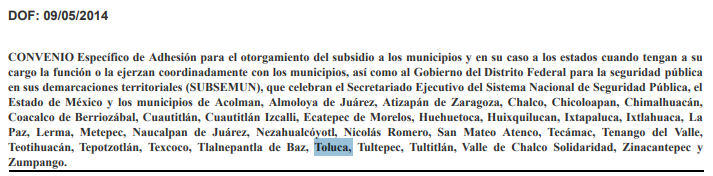 DOF: 09/05/2014
CONVENIO Específico de Adhesión para el otorgamiento del subsidio a los municipios y en su caso a los estados cuando tengan a su
cargo la función o la ejerzan coordinadamente con los municipios, así como al Gobierno del Distrito Federal para la seguridad pública
en sus demarcaciones territoriales (SUBSEMUN), que celebran el Secretariado Ejecutivo del Sistema Nacional de Seguridad Pública, el
Estado de México y los municipios de Acolman, Almoloya de Juárez, Atizapán de Zaragoza, Chalco, Chicoloapan, Chimalhuacán,
Coacalco de Berriozábal, Cuautitlán, Cuautitlán Izcalli, Ecatepec de Morelos, Huehuetoca, Huixquilucan, Ixtapaluca, Ixtlahuaca, La
Paz, Lerma, Metepec, Naucalpan de Juárez, Nezahualcóyotl, Nicolás Romero, San Mateo Atenco, Tecámac, Tenango del Valle,
Teotihuacán, Tepotzotlán, Texcoco, Tlalnepantla de Baz, Toluca, Tultepec, Tultitlán, Valle de Chalco Solidaridad, Zinacantepec y
Zumpango.